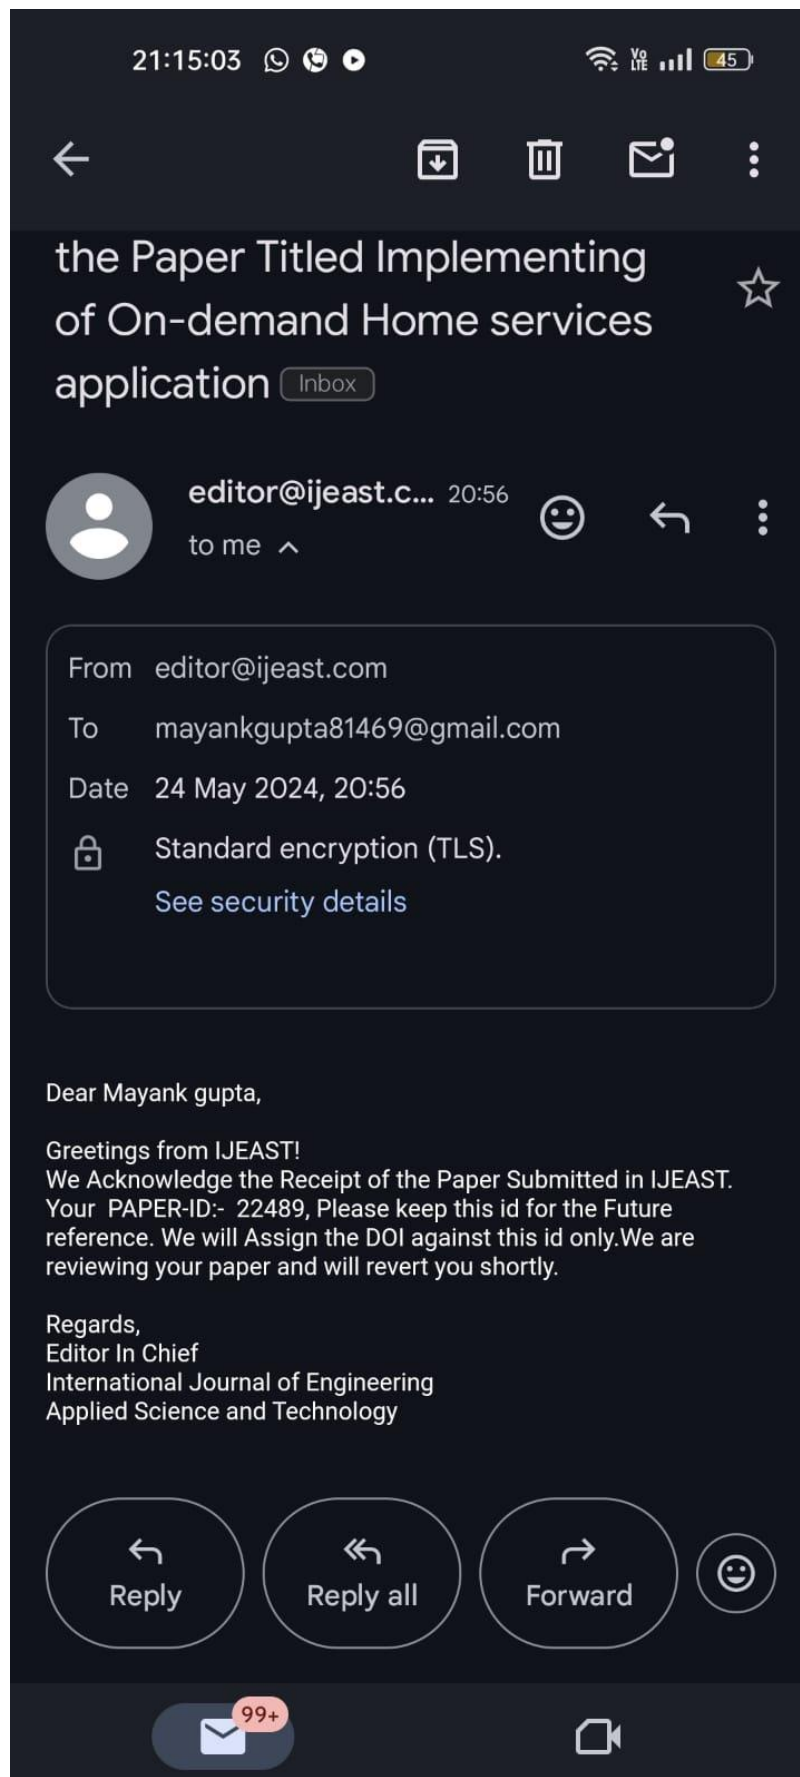 21:15:03 Vo LTE 45
the Paper Titled Implementing
of On-demand Home services
application Inbox
editor@ijeast.c... 20:56
to me
From editor@ijeast.com
To mayankgupta81469@gmail.com
Date 24 May 2024, 20:56
Standard encryption (TLS).
See security details
Dear Mayank gupta,
Greetings from IJEAST!
We Acknowledge the Receipt of the Paper Submitted in IJEAST.
Your  PAPER-ID:-  22489, Please keep this id for the Future
reference. We will Assign the DOI against this id only.We are
reviewing your paper and will revert you shortly.
Regards,
Editor In Chief
International Journal of Engineering
Applied Science and Technology
Reply Reply all Forward
99+